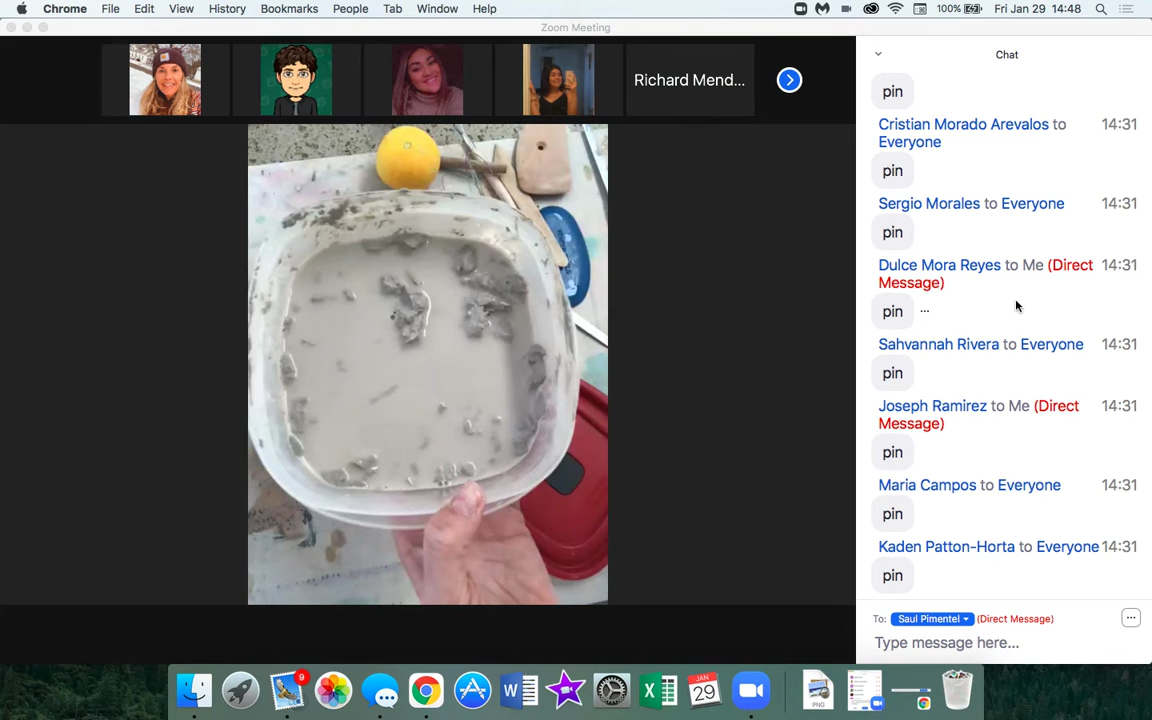 Chrome File Edit View History Bookmarks People Tab Window Help 100% Fri Jan 29 14:48
Zoom Meeting
Richard Mend...
Chat
pin
Cristian Morado Arevalos to 14:31
Everyone
pin
Sergio Morales to Everyone 14:31
pin
Dulce Mora Reyes to Me (Direct 14:31
Message)
pin ...
Sahvannah Rivera to Everyone 14:31
pin
Joseph Ramirez to Me (Direct 14:31
Message)
pin
Maria Campos to Everyone 14:31
pin
Kaden Patton-Horta to Everyone 14:31
pin
To: Saul Pimentel (Direct Message) ...
Type message here...
9
W
JAN
29
PNG